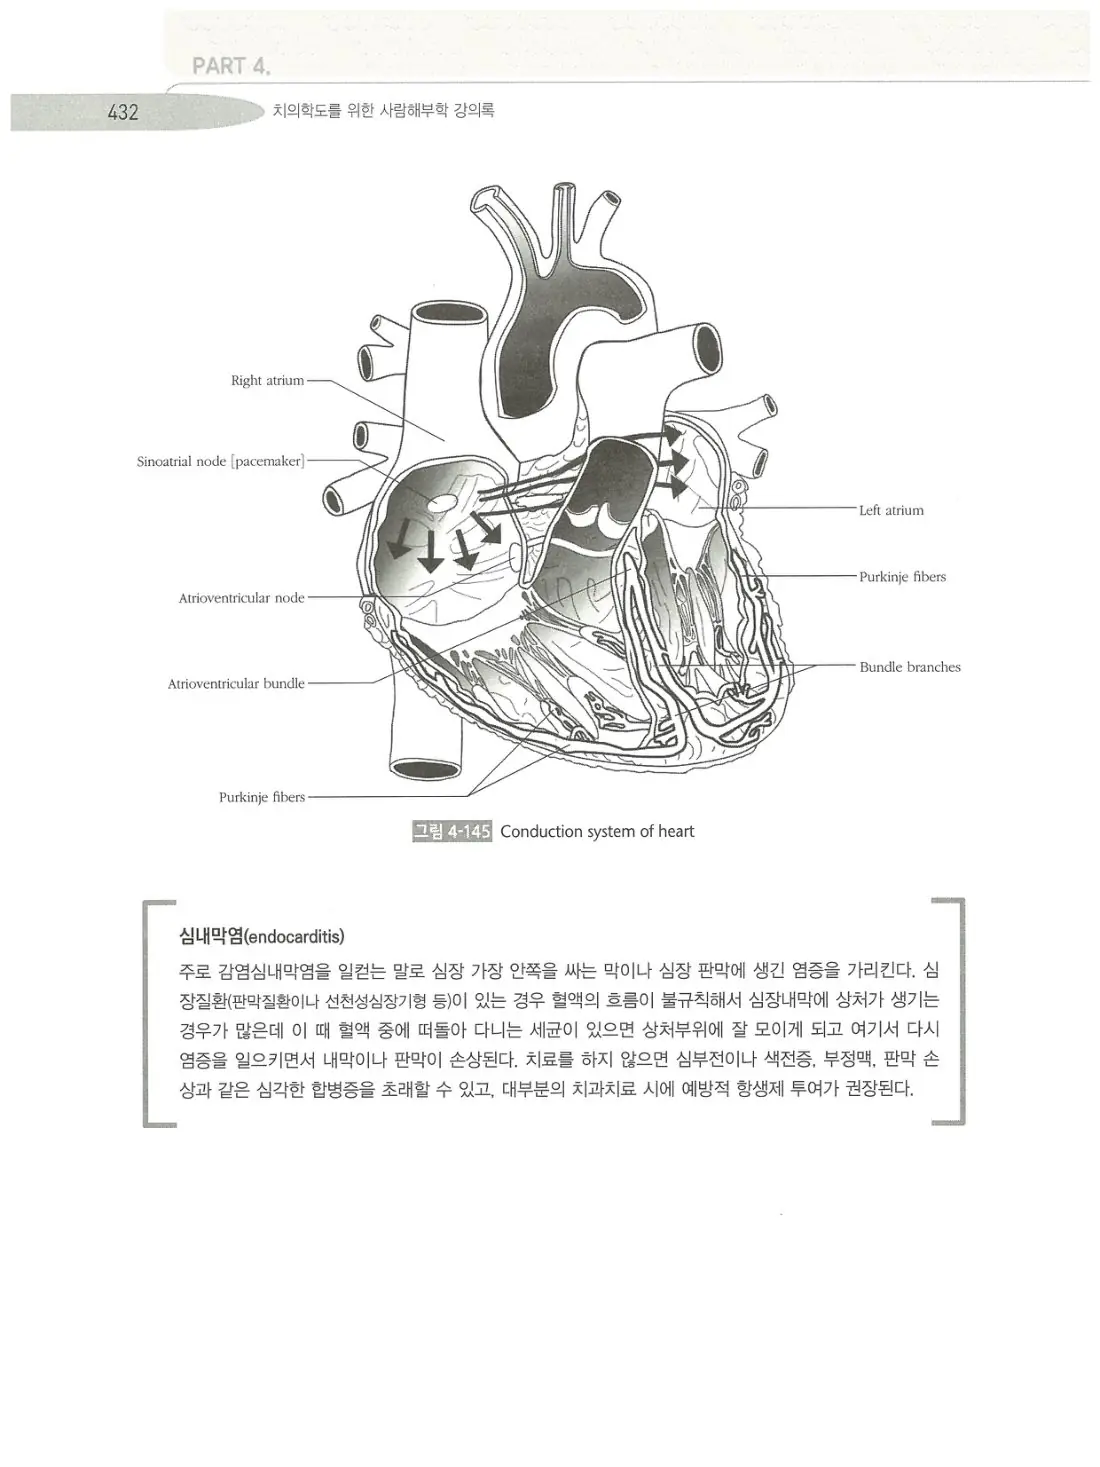 PART 4.
432
치의학도를 위한 사람해부학 강의록
Right atrium
Sinoatrial node [pacemaker]
Left atrium
Purkinje fibers
Atrioventricular node
Bundle branches
Atrioventricular bundle
Purkinje fibers
그림 4-145 Conduction system of heart
심내막염(endocarditis)
주로 감염심내막염을 일컫는 말로 심장 가장 안쪽을 싸는 막이나 심장 판막에 생긴 염증을 가리킨다. 심
장질환(판막질환이나 선천성심장기형 등)이 있는 경우 혈액의 흐름이 불규칙해서 심장내막에 상처가 생기는
경우가 많은데 이 때 혈액 중에 떠돌아 다니는 세균이 있으면 상처부위에 잘 모이게 되고 여기서 다시
염증을 일으키면서 내막이나 판막이 손상된다. 치료를 하지 않으면 심부전이나 색전증, 부정맥, 판막 손
상과 같은 심각한 합병증을 초래할 수 있고, 대부분의 치과치료 시에 예방적 항생제 투여가 권장된다.